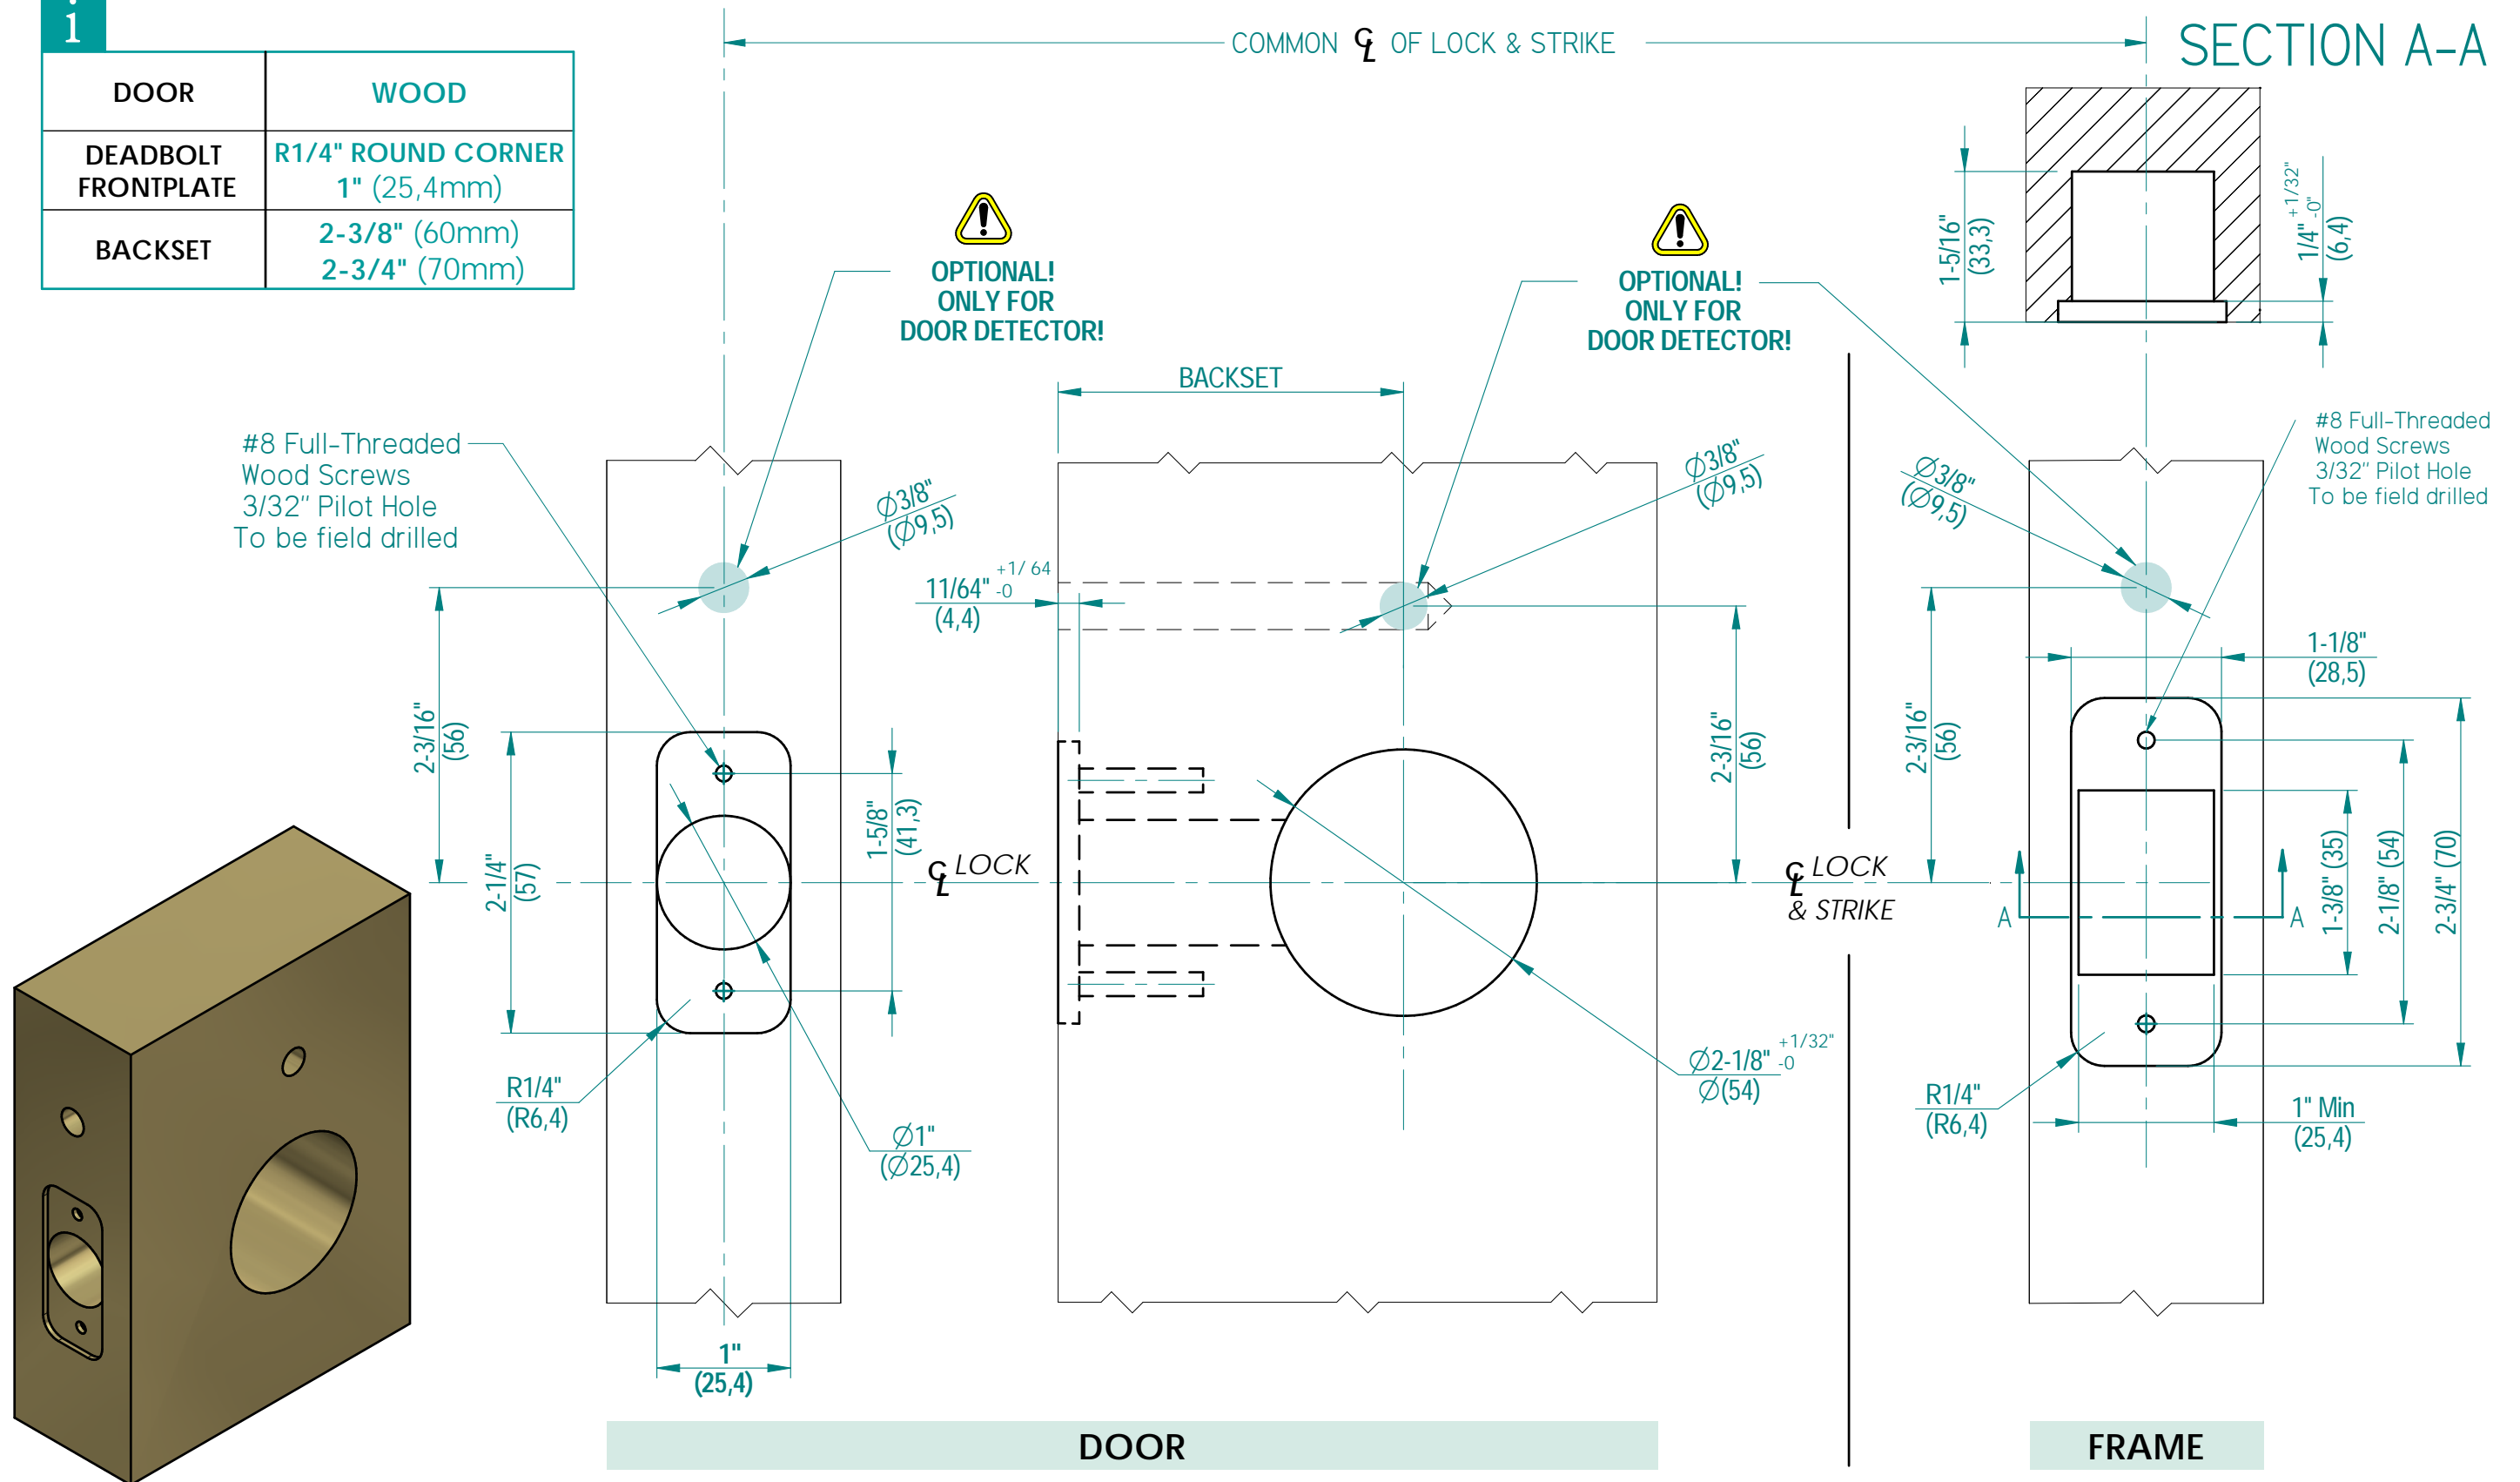 i
COMMON ℄ OF LOCK & STRIKE
SECTION A-A
DOOR
WOOD
DEADBOLT
FRONTPLATE
R1/4" ROUND CORNER
1" (25,4mm)
BACKSET
2-3/8" (60mm)
2-3/4" (70mm)
OPTIONAL!
ONLY FOR
DOOR DETECTOR!
OPTIONAL!
ONLY FOR
DOOR DETECTOR!
1-5/16"
(33,3)
1/4" +1/32" -0"
(6,4)
BACKSET
#8 Full-Threaded
Wood Screws
3/32" Pilot Hole
To be field drilled
#8 Full-Threaded
Wood Screws
3/32" Pilot Hole
To be field drilled
Ø3/8"
(Ø9,5)
Ø3/8"
(Ø9,5)
Ø3/8"
(Ø9,5)
11/64" +1/64 -0
(4,4)
1-1/8"
(28,5)
2-3/16"
(56)
2-1/4"
(57)
1-5/8"
(41,3)
℄ LOCK
2-3/16"
(56)
℄ LOCK
& STRIKE
2-3/16"
(56)
A
A
1-3/8" (35)
2-1/8" (54)
2-3/4" (70)
R1/4"
(R6,4)
Ø1"
(Ø25,4)
Ø2-1/8" +1/32" -0
Ø(54)
R1/4"
(R6,4)
1" Min
(25,4)
1"
(25,4)
DOOR
FRAME